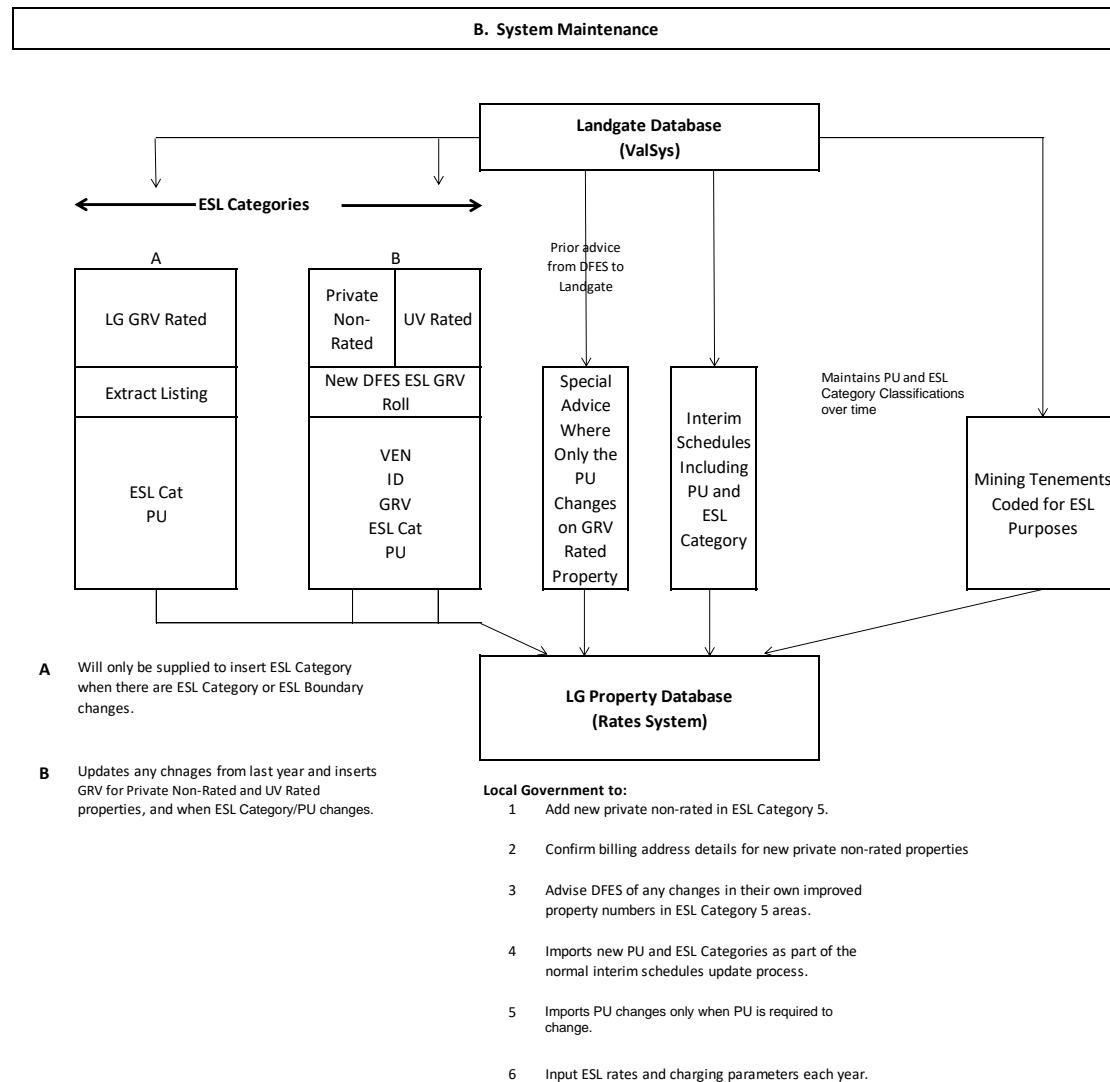 B. System Maintenance
Landgate Database
(ValSys)
ESL Categories
A
B
Prior advice
from DFES to
Landgate
LG GRV Rated
Private
Non-
Rated
UV Rated
Extract Listing
New DFES ESL GRV
Roll
ESL Cat
PU
VEN
ID
GRV
ESL Cat
PU
Special
Advice
Where
Only the
PU
Changes
on GRV
Rated
Property
Interim
Schedules
Including
PU and
ESL
Category
Maintains PU and ESL
Category Classifications
over time
Mining Tenements
Coded for ESL
Purposes
LG Property Database
(Rates System)
A Will only be supplied to insert ESL Category
when there are ESL Category or ESL Boundary
changes.
B Updates any chnages from last year and inserts
GRV for Private Non-Rated and UV Rated
properties, and when ESL Category/PU changes.
Local Government to:
1 Add new private non-rated in ESL Category 5.
2 Confirm billing address details for new private non-rated properties
3 Advise DFES of any changes in their own improved
property numbers in ESL Category 5 areas.
4 Imports new PU and ESL Categories as part of the
normal interim schedules update process.
5 Imports PU changes only when PU is required to
change.
6 Input ESL rates and charging parameters each year.